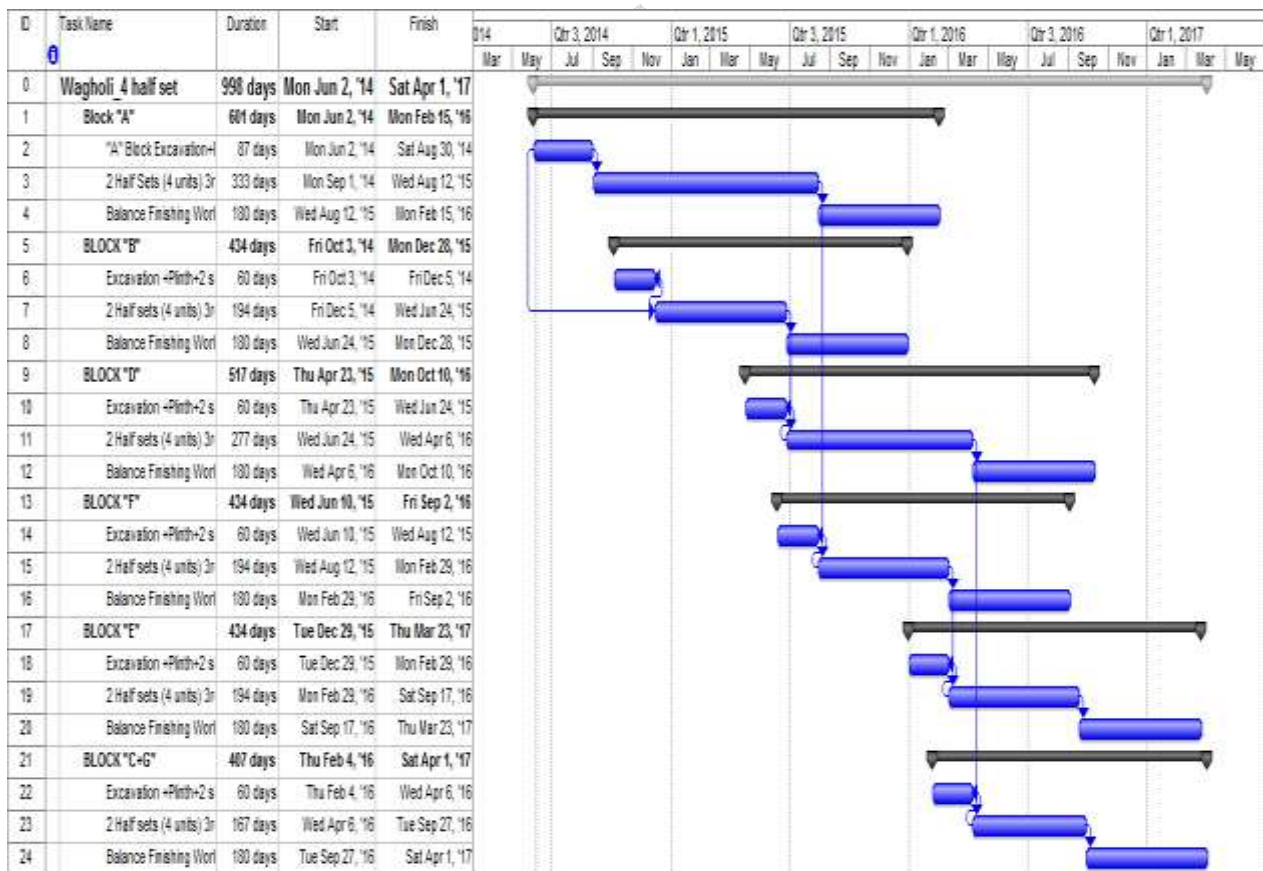 ID Task Name Duration Start Finish
014 Qtr 3, 2014 Qtr 1, 2015 Qtr 3, 2015 Qtr 1, 2016 Qtr 3, 2016 Qtr 1, 2017
Mar May Jul Sep Nov Jan Mar May Jul Sep Nov Jan Mar May Jul Sep Nov Jan Mar May
0 Wagholi_4 half set 998 days Mon Jun 2, '14 Sat Apr 1, '17
1 Block "A" 601 days Mon Jun 2, '14 Mon Feb 15, '16
2 "A" Block Excavation+ 87 days Mon Jun 2, '14 Sat Aug 30, '14
3 2 Half Sets (4 units) 3r 333 days Mon Sep 1, '14 Wed Aug 12, '15
4 Balance Finishing Worl 180 days Wed Aug 12, '15 Mon Feb 15, '16
5 BLOCK "B" 434 days Fri Oct 3, '14 Mon Dec 28, '15
6 Excavation +Plinth+2 s 60 days Fri Oct 3, '14 Fri Dec 5, '14
7 2 Half sets (4 units) 3r 194 days Fri Dec 5, '14 Wed Jun 24, '15
8 Balance Finishing Worl 180 days Wed Jun 24, '15 Mon Dec 28, '15
9 BLOCK "D" 517 days Thu Apr 23, '15 Mon Oct 10, '16
10 Excavation +Plinth+2 s 60 days Thu Apr 23, '15 Wed Jun 24, '15
11 2 Half sets (4 units) 3r 277 days Wed Jun 24, '15 Wed Apr 6, '16
12 Balance Finishing Worl 180 days Wed Apr 6, '16 Mon Oct 10, '16
13 BLOCK "F" 434 days Wed Jun 10, '15 Fri Sep 2, '16
14 Excavation +Plinth+2 s 60 days Wed Jun 10, '15 Wed Aug 12, '15
15 2 Half sets (4 units) 3r 194 days Wed Aug 12, '15 Mon Feb 29, '16
16 Balance Finishing Worl 180 days Mon Feb 29, '16 Fri Sep 2, '16
17 BLOCK "E" 434 days Tue Dec 29, '15 Thu Mar 23, '17
18 Excavation +Plinth+2 s 60 days Tue Dec 29, '15 Mon Feb 29, '16
19 2 Half sets (4 units) 3r 194 days Mon Feb 29, '16 Sat Sep 17, '16
20 Balance Finishing Worl 180 days Sat Sep 17, '16 Thu Mar 23, '17
21 BLOCK "C+G" 407 days Thu Feb 4, '16 Sat Apr 1, '17
22 Excavation +Plinth+2 s 60 days Thu Feb 4, '16 Wed Apr 6, '16
23 2 Half sets (4 units) 3r 167 days Wed Apr 6, '16 Tue Sep 27, '16
24 Balance Finishing Worl 180 days Tue Sep 27, '16 Sat Apr 1, '17